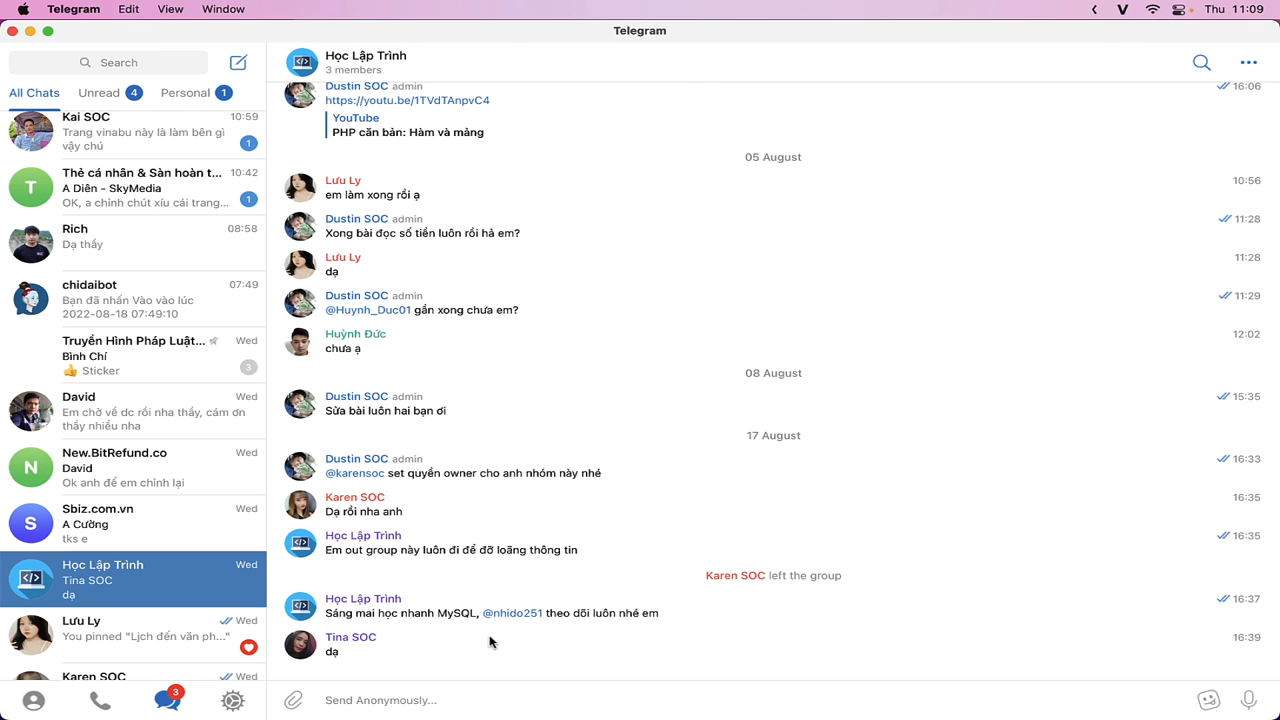 Telegram Edit View Window
Thu 11:09
Telegram
Search
All Chats Unread 4 Personal 1
Kai SOC 10:59
Trang vinabu này là làm bên gì
vậy chú 1
Thẻ cá nhân & Sàn hoàn t... 10:42
A Diên - SkyMedia
OK, a chỉnh chút xíu cái trang... 1
Rich 08:58
Dạ thầy
chidaibot 07:49
Bạn đã nhấn Vào vào lúc
2022-08-18 07:49:10
Truyền Hình Pháp Luật... Wed
Bình Chí
👍 Sticker 3
David Wed
Em chờ về dc rồi nha thầy, cám ơn
thầy nhiều nha
New.BitRefund.co Wed
David
Ok anh để em chỉnh lại
Sbiz.com.vn Wed
A Cường
tks e
Học Lập Trình Wed
Tina SOC
dạ
Lưu Ly Wed
You pinned "Lịch đến văn ph..."
Karen SOC Wed
3
Học Lập Trình
3 members
Dustin SOC admin 16:06
https://youtu.be/1TVdTAnpvC4
YouTube
PHP căn bản: Hàm và mảng
05 August
Lưu Ly 10:56
em làm xong rồi ạ
Dustin SOC admin 11:28
Xong bài đọc số tiền luôn rồi hả em?
Lưu Ly 11:28
dạ
Dustin SOC admin 11:29
@Huynh_Duc01 gần xong chưa em?
Huỳnh Đức 12:02
chưa ạ
08 August
Dustin SOC admin 15:35
Sửa bài luôn hai bạn ơi
17 August
Dustin SOC admin 16:33
@karensoc set quyền owner cho anh nhóm này nhé
Karen SOC 16:35
Dạ rồi nha anh
Học Lập Trình 16:35
Em out group này luôn đi để đỡ loãng thông tin
Karen SOC left the group
Học Lập Trình 16:37
Sáng mai học nhanh MySQL, @nhido251 theo dõi luôn nhé em
Tina SOC 16:39
dạ
Send Anonymously...